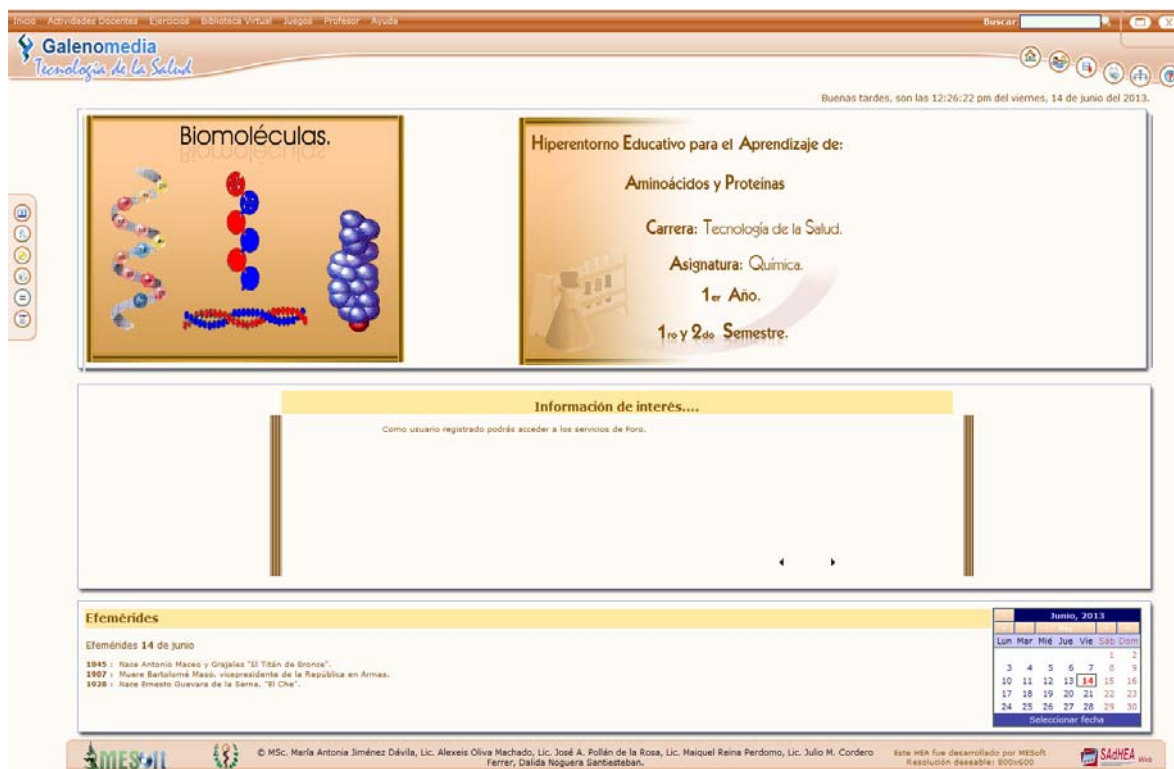 Inicio Actividades Docentes Ejercicios Biblioteca Virtual Juegos Profesor Ayuda Buscar:
Galenomedia
Tecnología de la Salud
Buenas tardes, son las 12:26:22 pm del viernes, 14 de junio del 2013.
Biomoléculas.
Hiperentorno Educativo para el Aprendizaje de:
Aminoácidos y Proteínas
Carrera: Tecnología de la Salud.
Asignatura: Química.
1er Año.
1ro y 2do Semestre.
Información de interés....
Como usuario registrado podrás acceder a los servicios de Foro.
Efemérides
Efemérides 14 de junio
1845 : Nace Antonio Maceo y Grajales "El Titán de Bronce".
1907 : Muere Bartolomé Masó, vicepresidente de la República en Armas.
1928 : Nace Ernesto Guevara de la Serna, "El Che".
Junio, 2013
Lun Mar Mié Jue Vie Sáb Dom
1 2
3 4 5 6 7 8 9
10 11 12 13 14 15 16
17 18 19 20 21 22 23
24 25 26 27 28 29 30
Seleccionar fecha
MESoft
© MSc. María Antonia Jiménez Dávila, Lic. Alexeis Oliva Machado, Lic. José A. Pollán de la Rosa, Lic. Maiquel Reina Perdomo, Lic. Julio M. Cordero
Ferrer, Dalida Noguera Santiesteban.
Este HEA fue desarrollado por MESoft
Resolución deseable: 800x600
SAdHEA Web